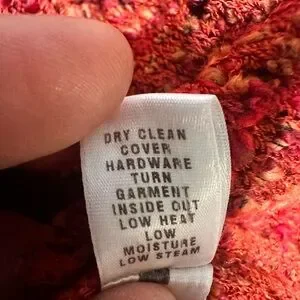 DRY CLEAN
COVER
HARDWARE
TURN
GARMENT
INSIDE OUT
LOW HEAT
LOW
MOISTURE
LOW STEAM